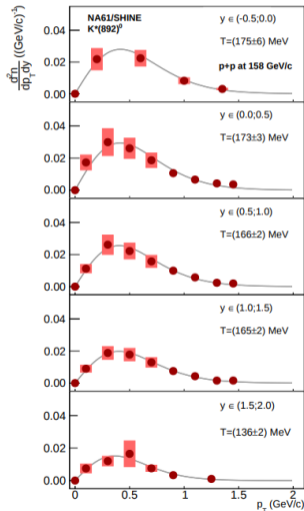 NA61/SHINE
K*(892)⁰
y ∈ (-0.5;0.0)
T=(175±6) MeV
p+p at 158 GeV/c
d²n/dp_T dy ((GeV/c)⁻¹)
0.04
0.02
0.00
y ∈ (0.0;0.5)
T=(173±3) MeV
0.04
0.02
0.00
y ∈ (0.5;1.0)
T=(166±2) MeV
0.04
0.02
0.00
y ∈ (1.0;1.5)
T=(165±2) MeV
0.04
0.02
0.00
y ∈ (1.5;2.0)
T=(136±2) MeV
0.04
0.02
0.00
0 0.5 1 1.5 2
p_T (GeV/c)